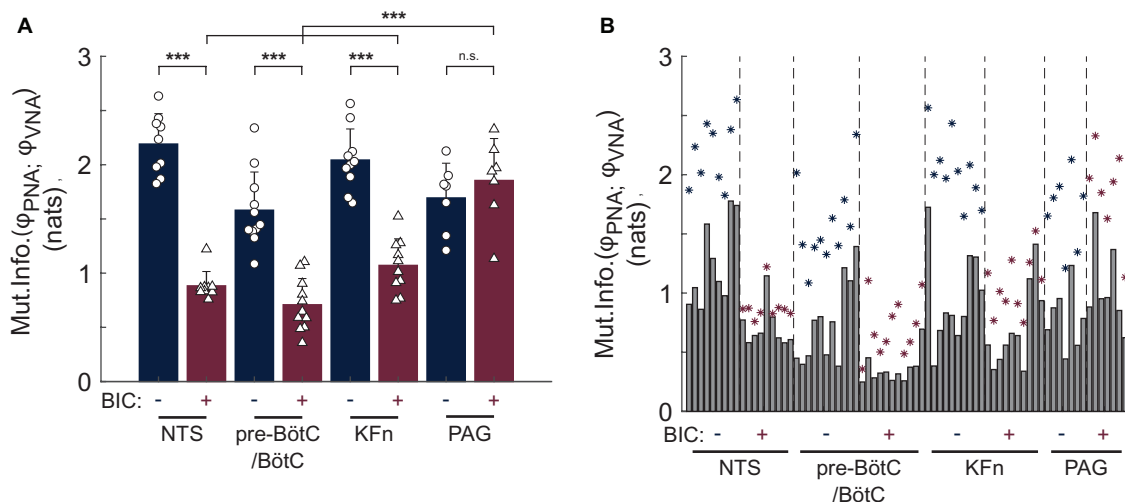 A
***
***
Mut.Info.(φPNA; φVNA),
(nats)
3
2
1
0
***
***
***
n.s.
BIC:
-
+
-
+
-
+
-
+
NTS
pre-BötC
/BötC
KFn
PAG
B
Mut.Info.(φPNA; φVNA),
(nats)
3
2
1
0
BIC:
-
+
-
+
-
+
-
+
NTS
pre-BötC
/BötC
KFn
PAG